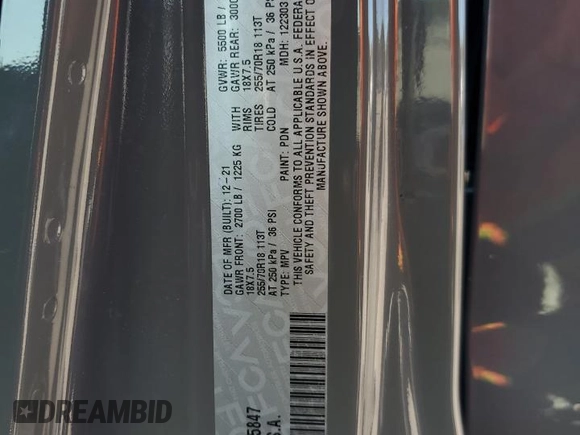 DATE OF MFR (BUILT): 12-21 GVWR: 5500 LB /
GAWR FRONT: 2700 LB / 1225 KG WITH GAWR REAR: 3000
18X7.5 RIMS 18X7.5
255/70R18 113T TIRES 255/70R18 113T
AT 250 kPa / 36 PSI COLD AT 250 kPa / 36 PSI
TYPE: MPV PAINT: PDN MDH: 122303
THIS VEHICLE CONFORMS TO ALL APPLICABLE U.S.A. FEDERAL
SAFETY AND THEFT PREVENTION STANDARDS IN EFFECT O
MANUFACTURE SHOWN ABOVE.
5847
S.A.
DREAMBID